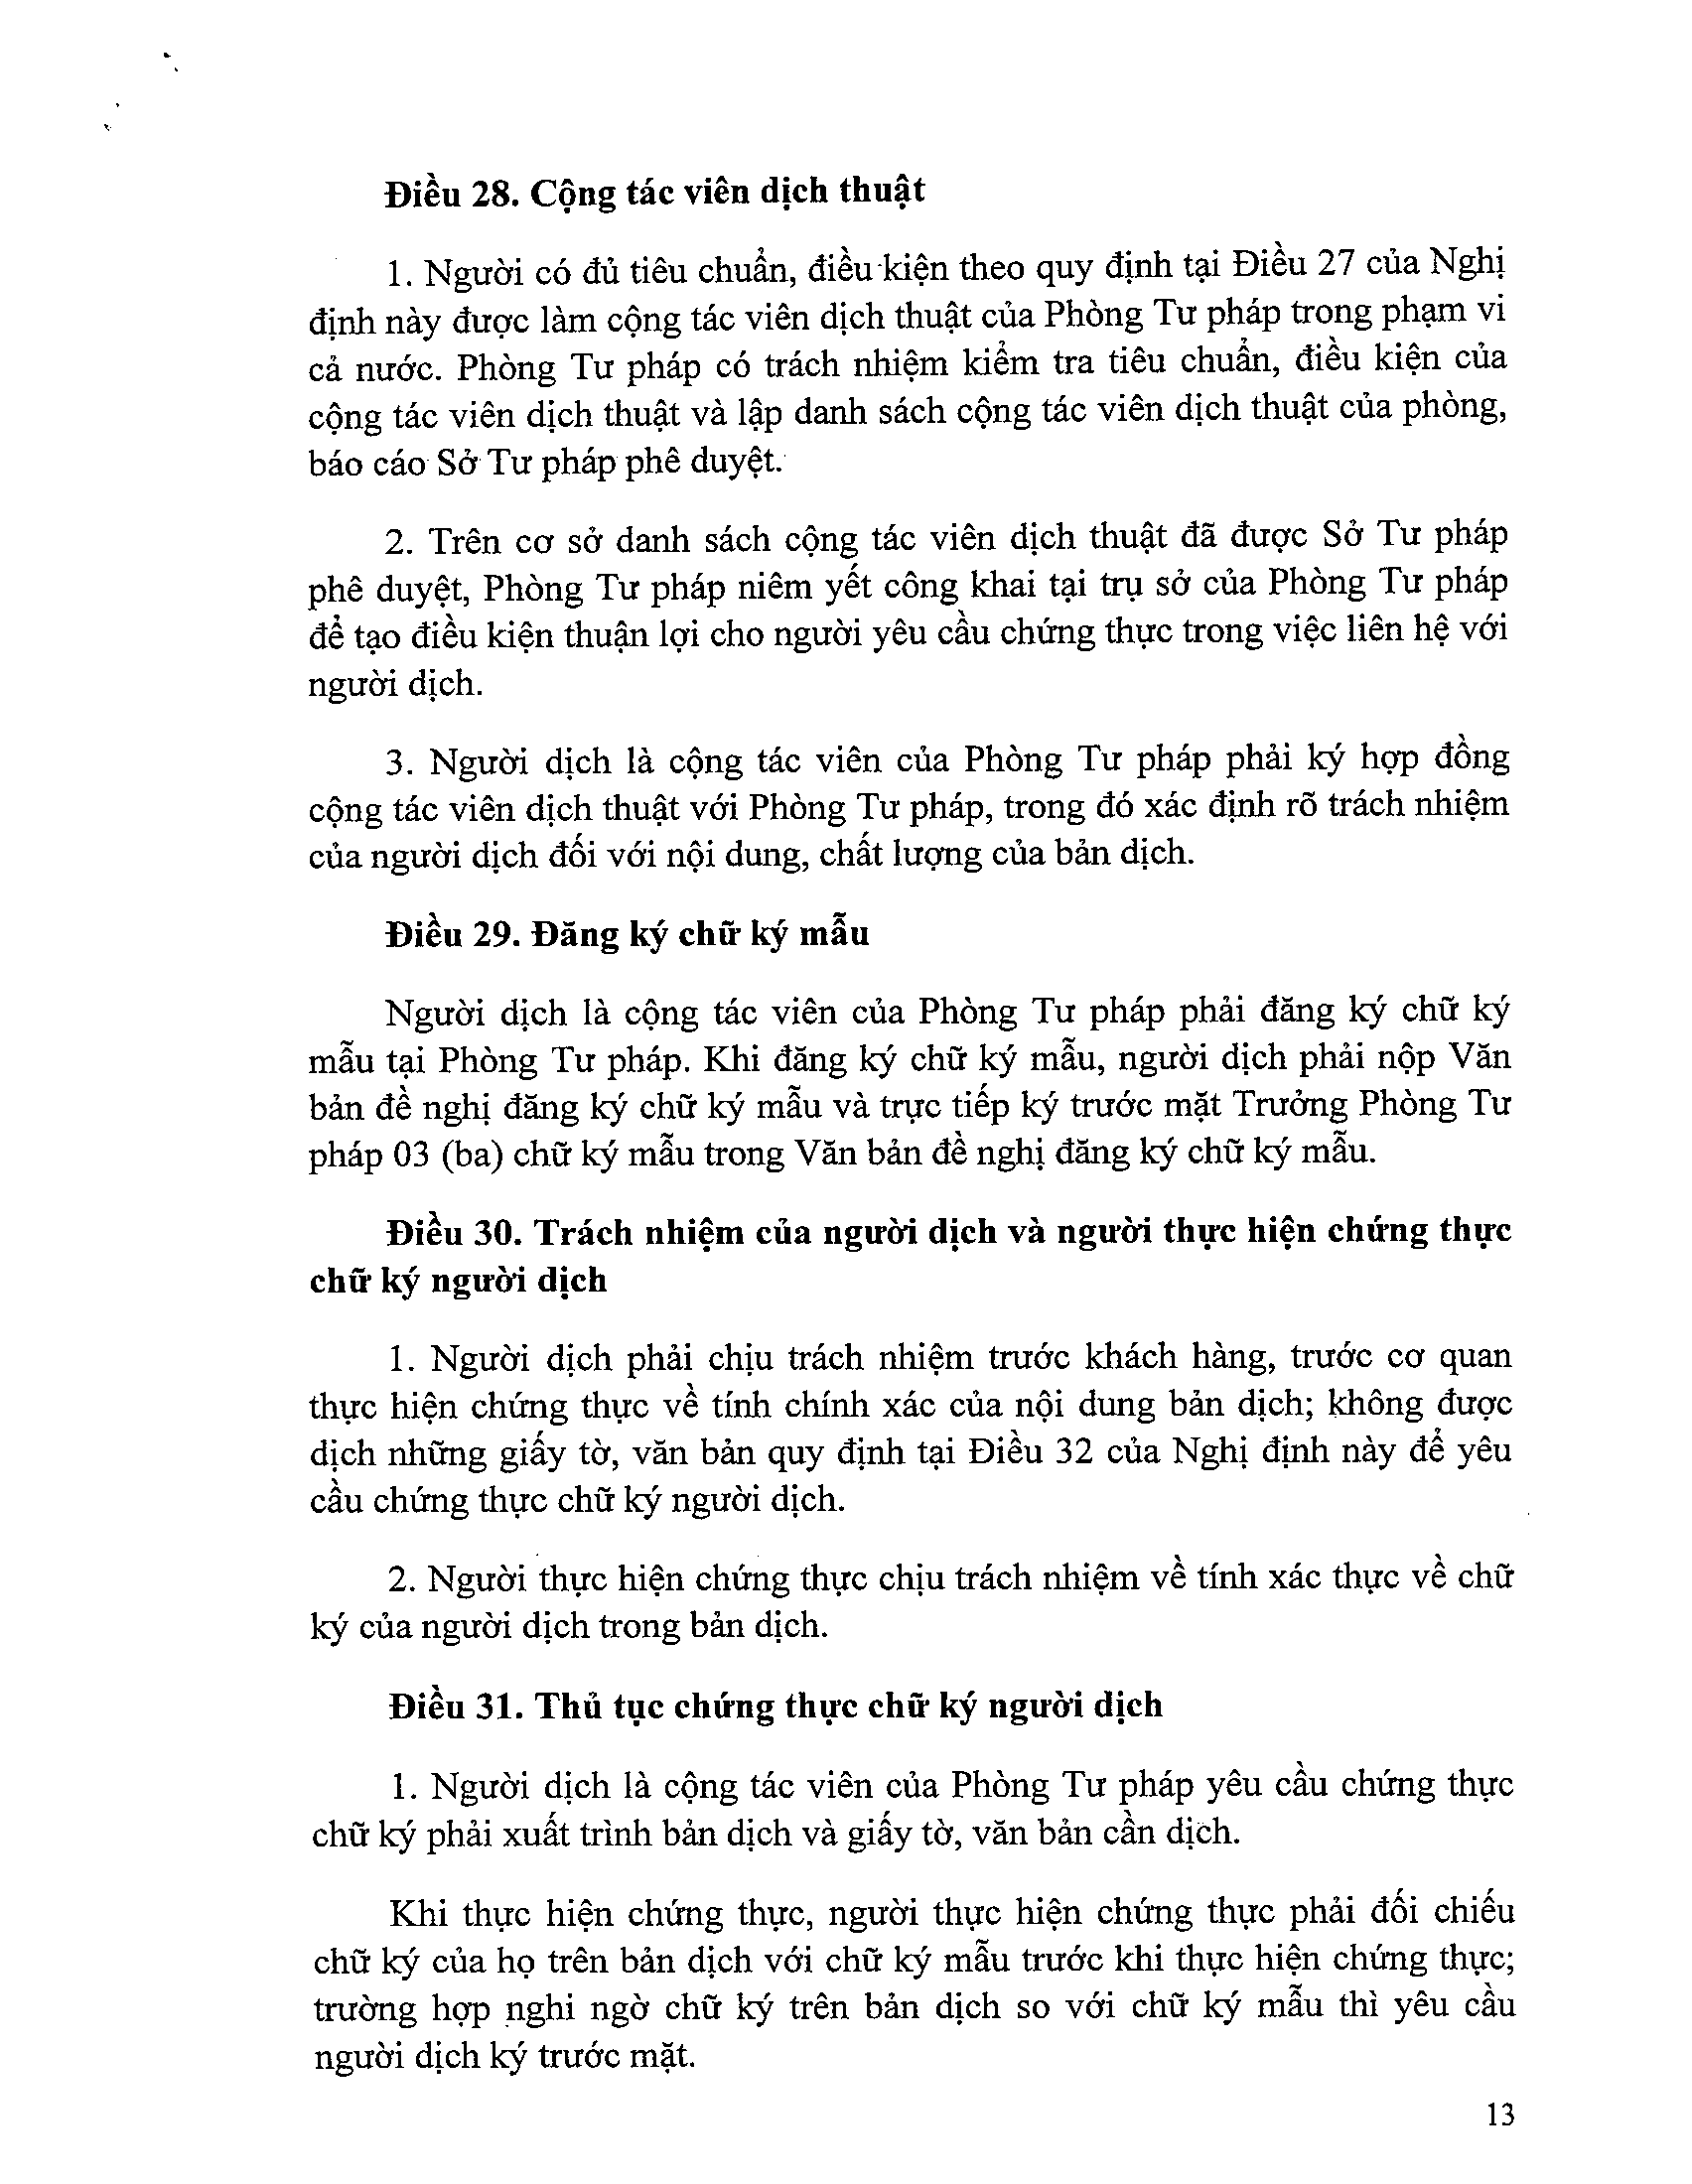 Điều 28. Cộng tác viên dịch thuật
1. Người có đủ tiêu chuẩn, điều kiện theo quy định tại Điều 27 của Nghị
định này được làm cộng tác viên dịch thuật của Phòng Tư pháp trong phạm vi
cả nước. Phòng Tư pháp có trách nhiệm kiểm tra tiêu chuẩn, điều kiện của
cộng tác viên dịch thuật và lập danh sách cộng tác viên dịch thuật của phòng,
báo cáo Sở Tư pháp phê duyệt.
2. Trên cơ sở danh sách cộng tác viên dịch thuật đã được Sở Tư pháp
phê duyệt, Phòng Tư pháp niêm yết công khai tại trụ sở của Phòng Tư pháp
để tạo điều kiện thuận lợi cho người yêu cầu chứng thực trong việc liên hệ với
người dịch.
3. Người dịch là cộng tác viên của Phòng Tư pháp phải ký hợp đồng
cộng tác viên dịch thuật với Phòng Tư pháp, trong đó xác định rõ trách nhiệm
của người dịch đối với nội dung, chất lượng của bản dịch.
Điều 29. Đăng ký chữ ký mẫu
Người dịch là cộng tác viên của Phòng Tư pháp phải đăng ký chữ ký
mẫu tại Phòng Tư pháp. Khi đăng ký chữ ký mẫu, người dịch phải nộp Văn
bản đề nghị đăng ký chữ ký mẫu và trực tiếp ký trước mặt Trưởng Phòng Tư
pháp 03 (ba) chữ ký mẫu trong Văn bản đề nghị đăng ký chữ ký mẫu.
Điều 30. Trách nhiệm của người dịch và người thực hiện chứng thực
chữ ký người dịch
1. Người dịch phải chịu trách nhiệm trước khách hàng, trước cơ quan
thực hiện chứng thực về tính chính xác của nội dung bản dịch; không được
dịch những giấy tờ, văn bản quy định tại Điều 32 của Nghị định này để yêu
cầu chứng thực chữ ký người dịch.
2. Người thực hiện chứng thực chịu trách nhiệm về tính xác thực về chữ
ký của người dịch trong bản dịch.
Điều 31. Thủ tục chứng thực chữ ký người dịch
1. Người dịch là cộng tác viên của Phòng Tư pháp yêu cầu chứng thực
chữ ký phải xuất trình bản dịch và giấy tờ, văn bản cần dịch.
Khi thực hiện chứng thực, người thực hiện chứng thực phải đối chiếu
chữ ký của họ trên bản dịch với chữ ký mẫu trước khi thực hiện chứng thực;
trường hợp nghi ngờ chữ ký trên bản dịch so với chữ ký mẫu thì yêu cầu
người dịch ký trước mặt.
13